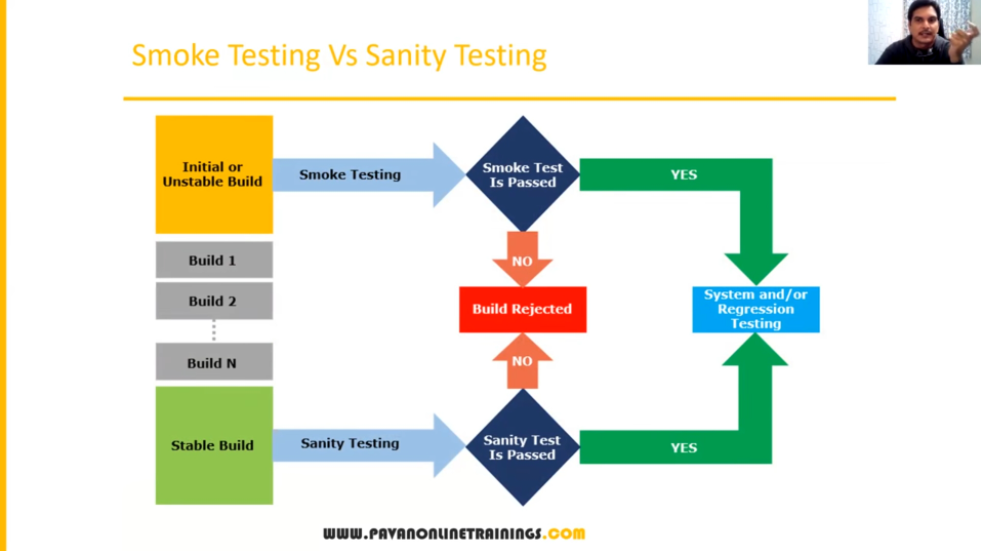 Smoke Testing Vs Sanity Testing
Initial or
Unstable Build
Smoke Testing
Smoke Test
Is Passed
YES
Build 1
NO
Build 2
Build Rejected
System and/or
Regression
Testing
Build N
NO
Stable Build
Sanity Testing
Sanity Test
Is Passed
YES
WWW.PAVANONLINETRAININGS.COM